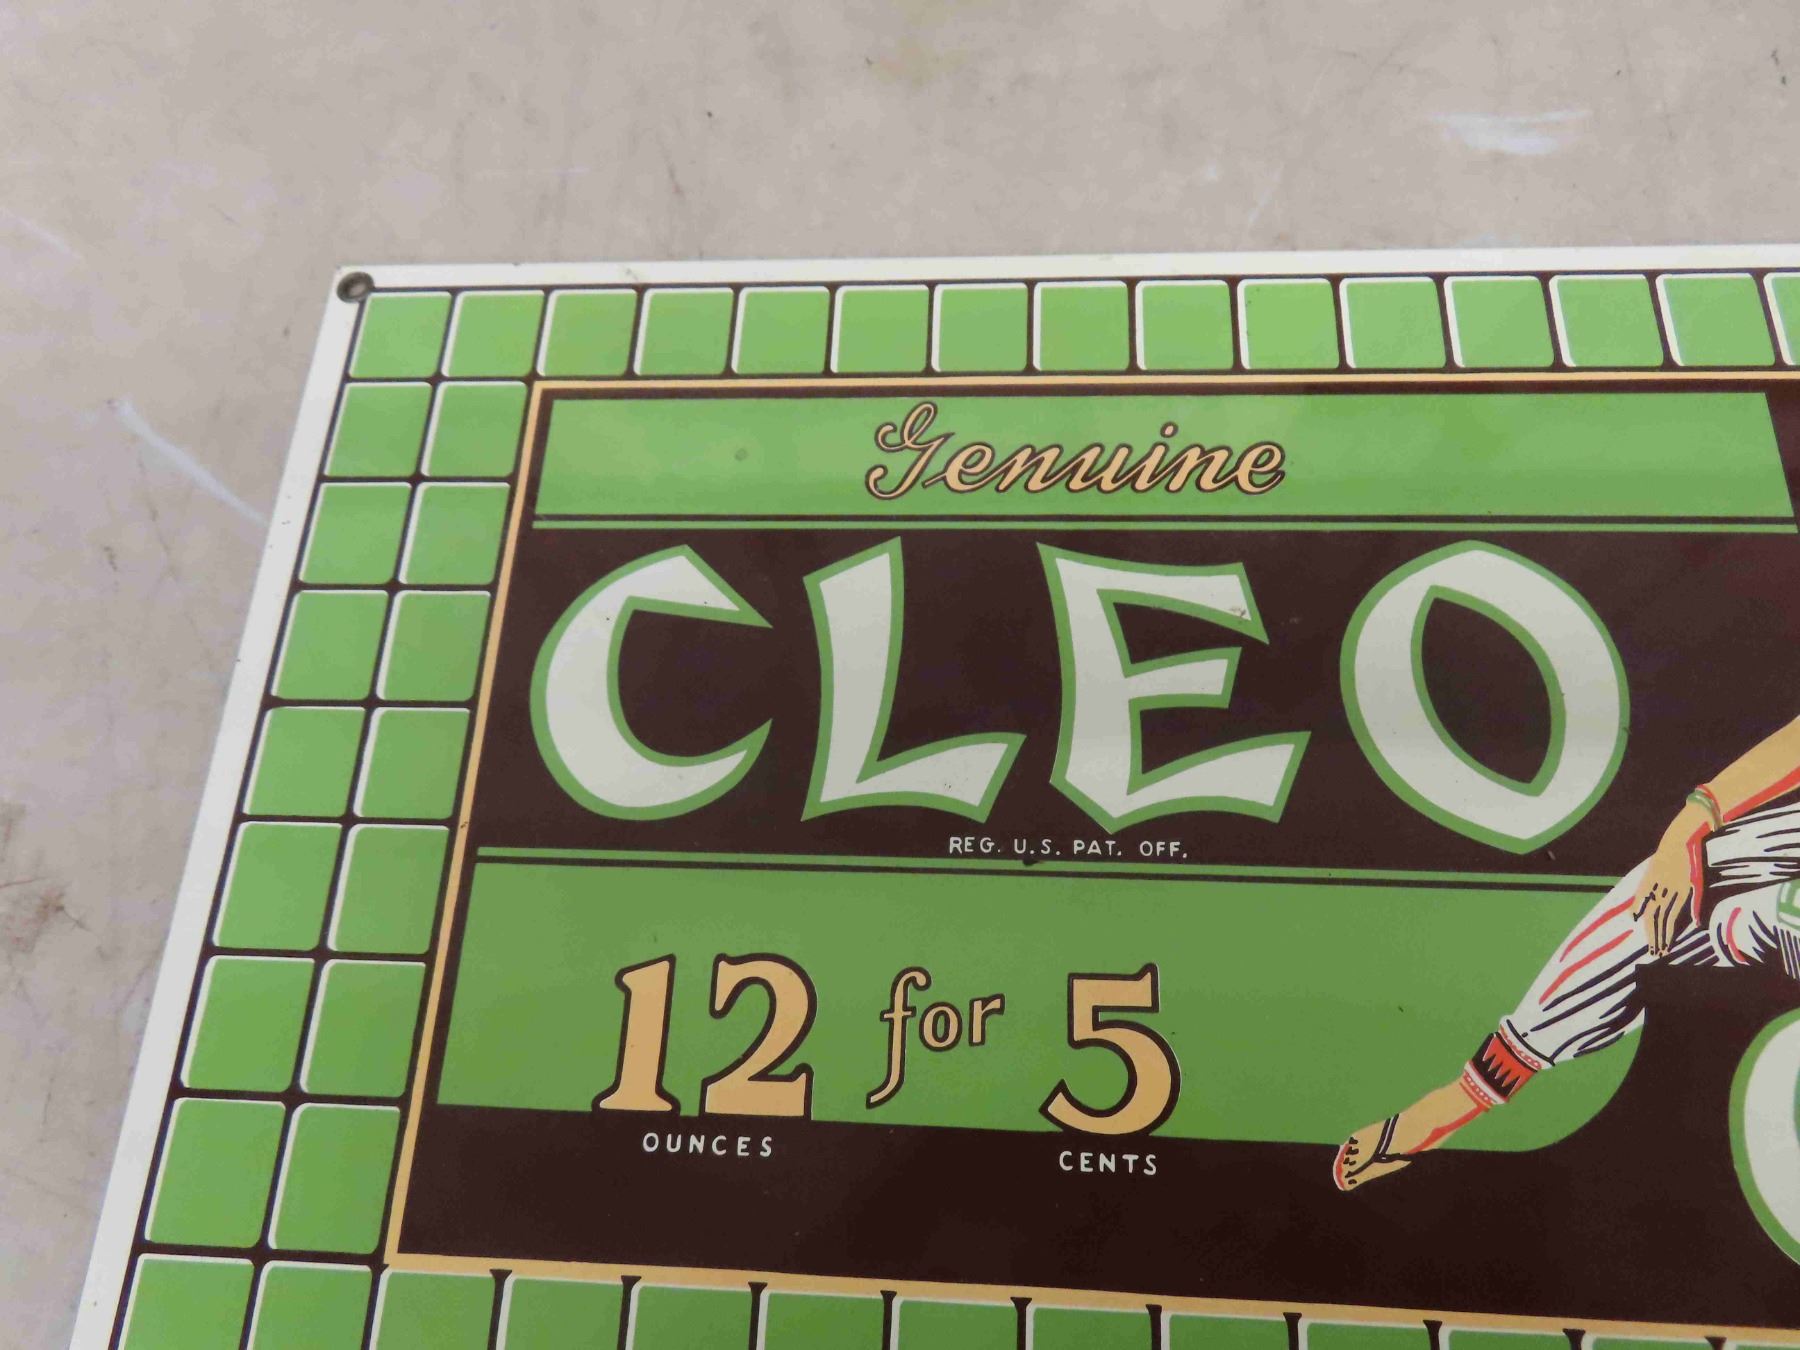 Genuine
CLEO
REG. U.S. PAT. OFF.
12 for 5
OUNCES CENTS